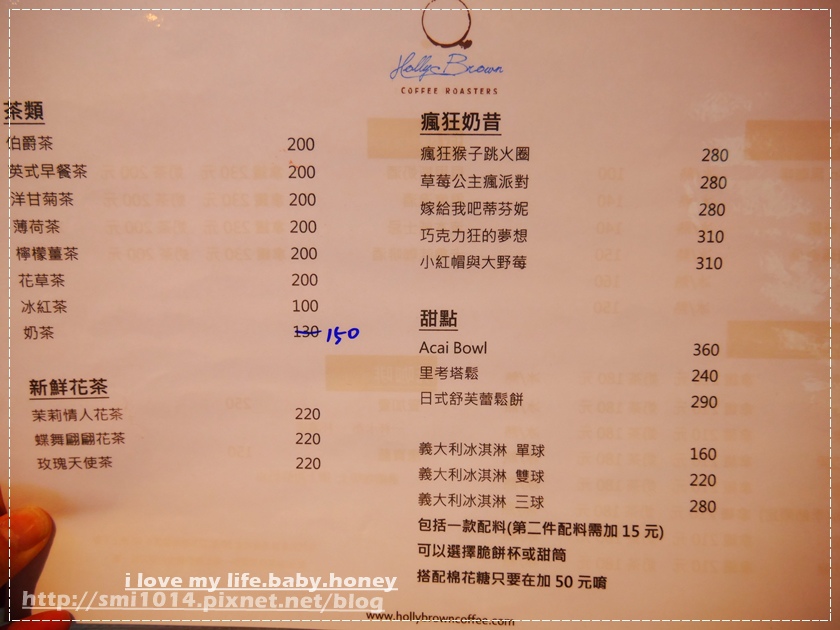 Holly Brown
COFFEE ROASTERS
茶類
伯爵茶 200
英式早餐茶 200
洋甘菊茶 200
薄荷茶 200
檸檬薑茶 200
花草茶 200
冰紅茶 100
奶茶 130 150
新鮮花茶
茉莉情人花茶 220
蝶舞翩翩花茶 220
玫瑰天使茶 220
瘋狂奶昔
瘋狂猴子跳火圈 280
草莓公主瘋派對 280
嫁給我吧蒂芬妮 280
巧克力狂的夢想 310
小紅帽與大野莓 310
甜點
Acai Bowl 360
里考塔鬆 240
日式舒芙蕾鬆餅 290
義大利冰淇淋 單球 160
義大利冰淇淋 雙球 220
義大利冰淇淋 三球 280
包括一款配料(第二件配料需加 15 元)
可以選擇脆餅杯或甜筒
搭配棉花糖只要在加 50 元唷
www.hollybrowncoffee.com
i love my life.baby.honey
http://smi1014.pixnet.net/blog